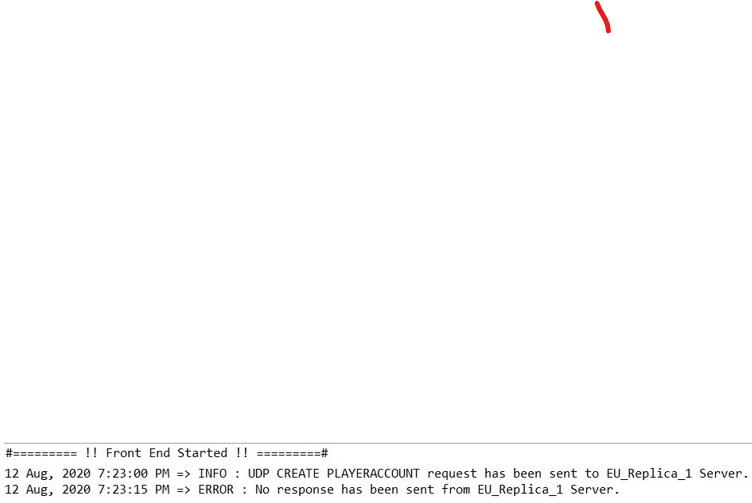 #========= !! Front End Started !! =========#
12 Aug, 2020 7:23:00 PM => INFO : UDP CREATE PLAYERACCOUNT request has been sent to EU_Replica_1 Server.
12 Aug, 2020 7:23:15 PM => ERROR : No response has been sent from EU_Replica_1 Server.